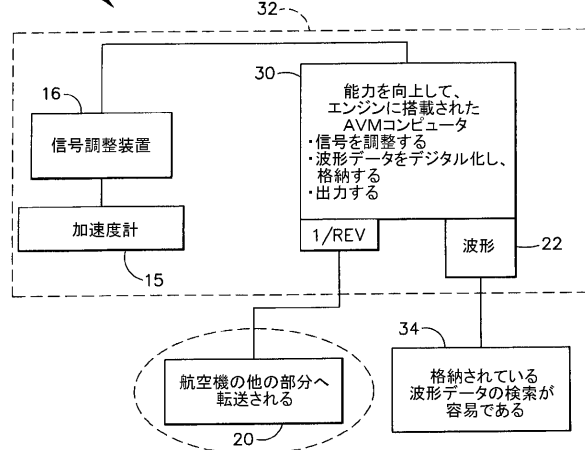 32
30
能力を向上して、
エンジンに搭載された
AVMコンピュータ
・信号を調整する
・波形データをデジタル化し、
格納する
・出力する
16
信号調整装置
加速度計
15
1/REV
波形
22
航空機の他の部分へ
転送される
20
34
格納されている
波形データの検索が
容易である